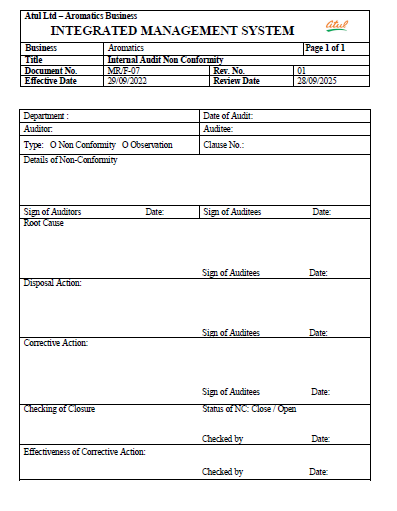 Atul Ltd – Aromatics Business
INTEGRATED MANAGEMENT SYSTEM
atul
Business Aromatics Page 1 of 1
Title Internal Audit Non Conformity
Document No. MR/F-07 Rev. No. 01
Effective Date 29/09/2022 Review Date 28/09/2025
Department : Date of Audit:
Auditor: Auditee:
Type: O Non Conformity O Observation Clause No.:
Details of Non-Conformity
Sign of Auditors Date: Sign of Auditees Date:
Root Cause
Sign of Auditees Date:
Disposal Action:
Sign of Auditees Date:
Corrective Action:
Sign of Auditees Date:
Checking of Closure Status of NC: Close / Open
Checked by Date:
Effectiveness of Corrective Action:
Checked by Date: